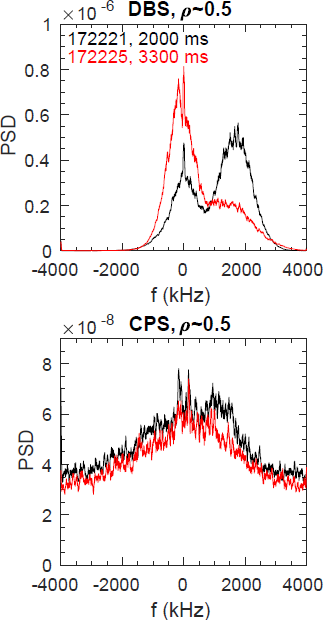 ×10⁻⁶ DBS, ρ~0.5
172221, 2000 ms
172225, 3300 ms
1
0.8
0.6
0.4
0.2
0
PSD
-4000 -2000 0 2000 4000
f (kHz)
×10⁻⁸ CPS, ρ~0.5
8
6
4
2
0
PSD
-4000 -2000 0 2000 4000
f (kHz)